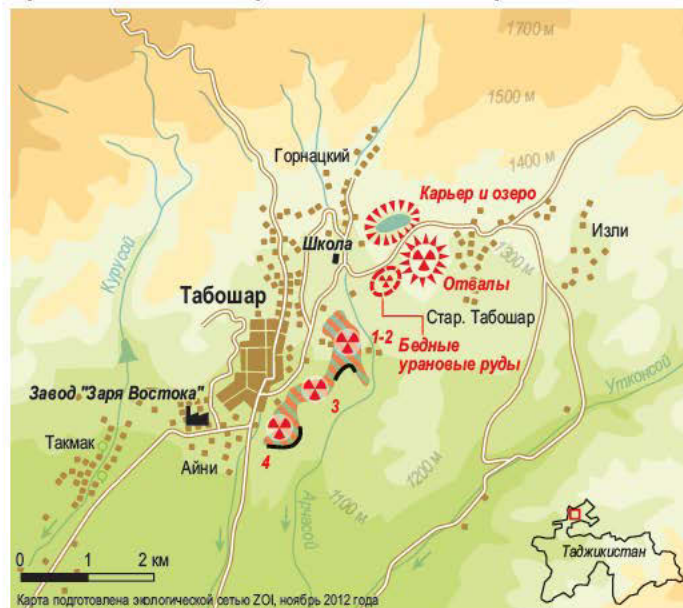 1700 м
1500 м
1400 м
Горнацкий
Карьер и озеро
Изли
Школа
1300 м
Курусой
Табошар
Отвалы
Стар. Табошар
1-2
Бедные
урановые руды
Утконсой
Завод "Заря Востока"
3
Такмак
Айни
4
1200 м
1100 м
Арчасой
0 1 2 км
Таджикистан
Карта подготовлена экологической сетью ZOI, ноябрь 2012 года